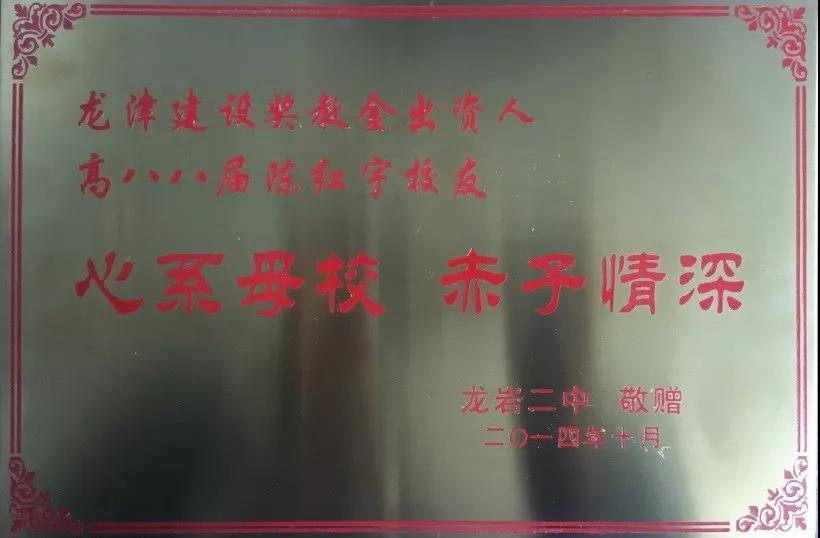 龙津建设奖教金出资人
高八八届陈红宇校友
心系母校 赤子情深
龙岩二中 敬赠
二〇一四年十月